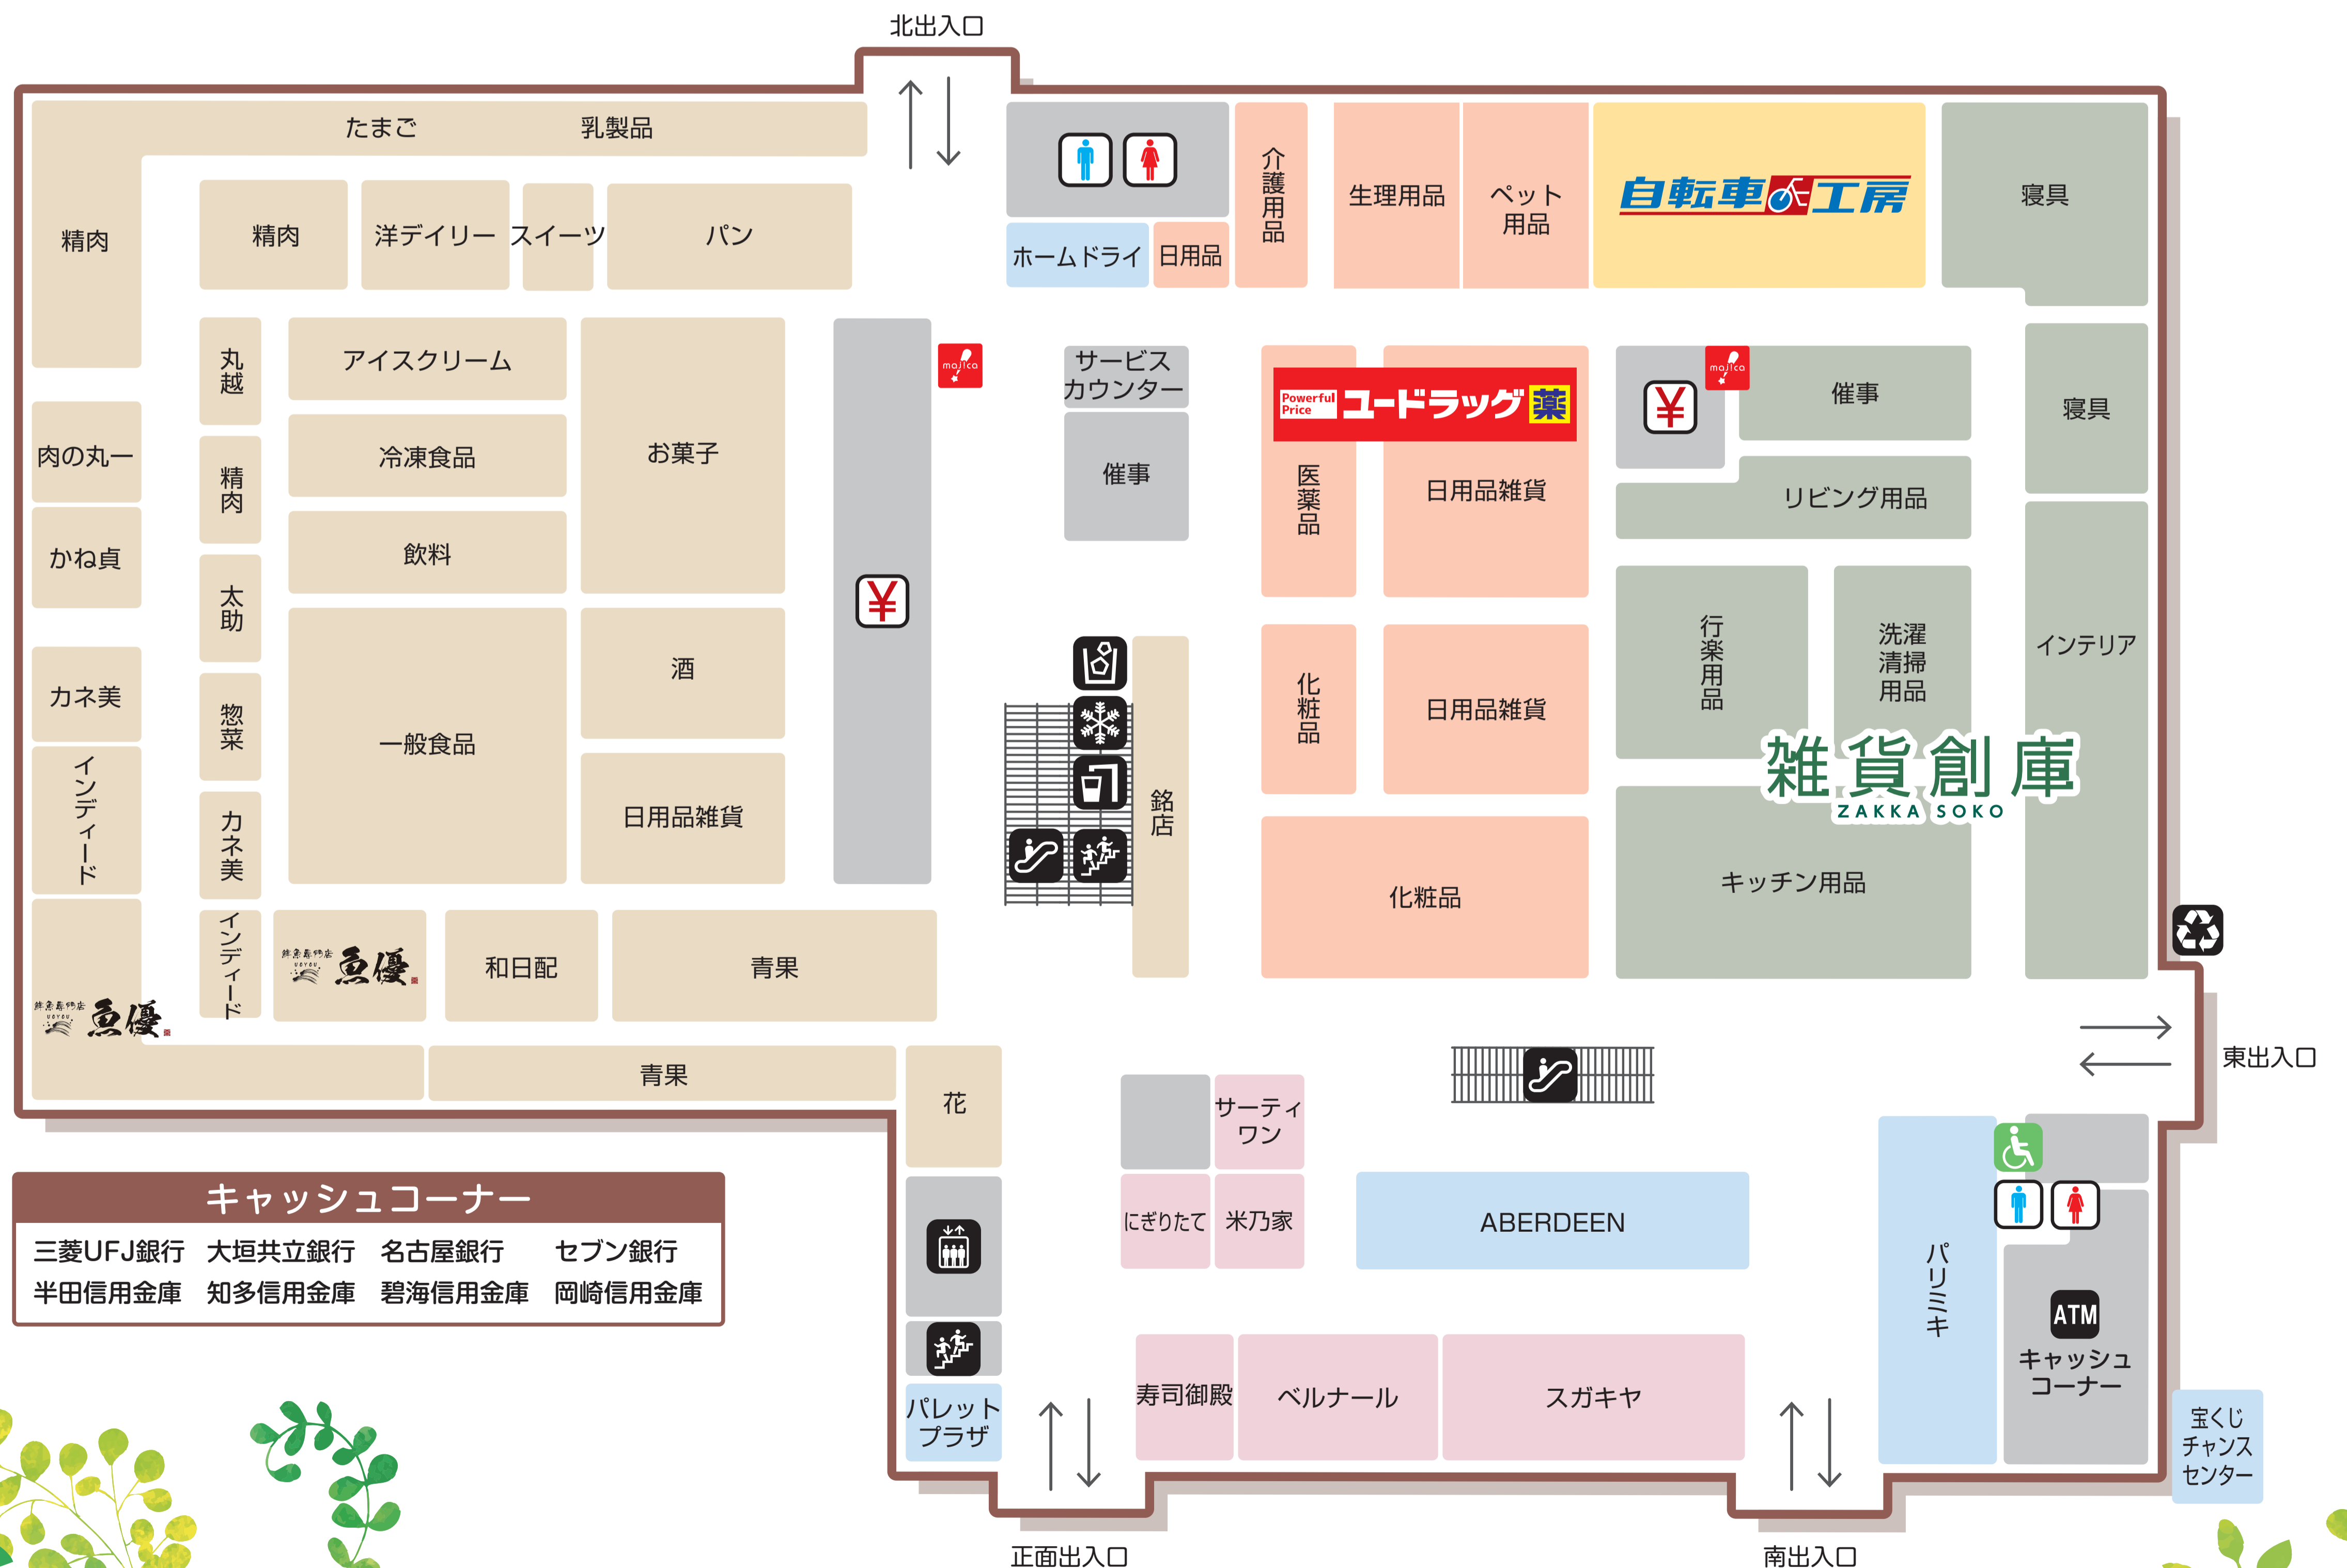 北出入口
たまご
乳製品
精肉
精肉
洋デイリー
スイーツ
パン
ホームドライ
日用品
介護用品
生理用品
ペット
用品
自転車工房
寝具
丸越
アイスクリーム
お菓子
majica
サービス
カウンター
Powerful
Price
ユードラッグ 薬
¥
majica
催事
寝具
肉の丸一
精肉
冷凍食品
催事
医薬品
日用品雑貨
リビング用品
かね貞
太助
飲料
¥
行楽用品
洗濯
清掃
用品
インテリア
カネ美
惣菜
一般食品
酒
化粧品
日用品雑貨
雑貨創庫
ZAKKA SOKO
インディード
カネ美
日用品雑貨
銘店
化粧品
キッチン用品
インディード
鮮魚専門店
UOYOU
魚優
和日配
青果
鮮魚専門店
UOYOU
魚優
青果
花
東出入口
サーティ
ワン
にぎりたて
米乃家
ABERDEEN
パリミキ
ATM
キャッシュ
コーナー
キャッシュコーナー
三菱UFJ銀行 大垣共立銀行 名古屋銀行 セブン銀行
半田信用金庫 知多信用金庫 碧海信用金庫 岡崎信用金庫
パレット
プラザ
寿司御殿
ベルナール
スガキヤ
宝くじ
チャンス
センター
正面出入口
南出入口